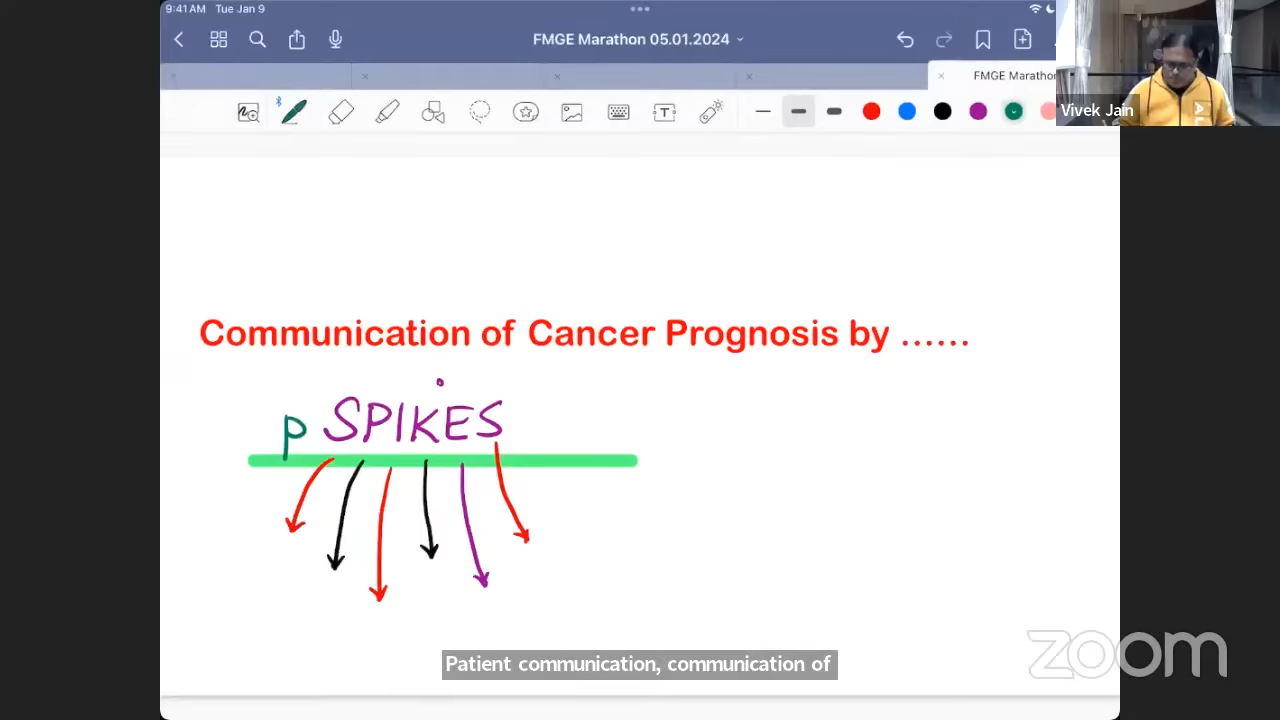 9:41 AM Tue Jan 9
FMGE Marathon 05.01.2024
FMGE Marathon
T
Vivek Jain
Communication of Cancer Prognosis by ......
p SPIKES
Patient communication, communication of
zoom